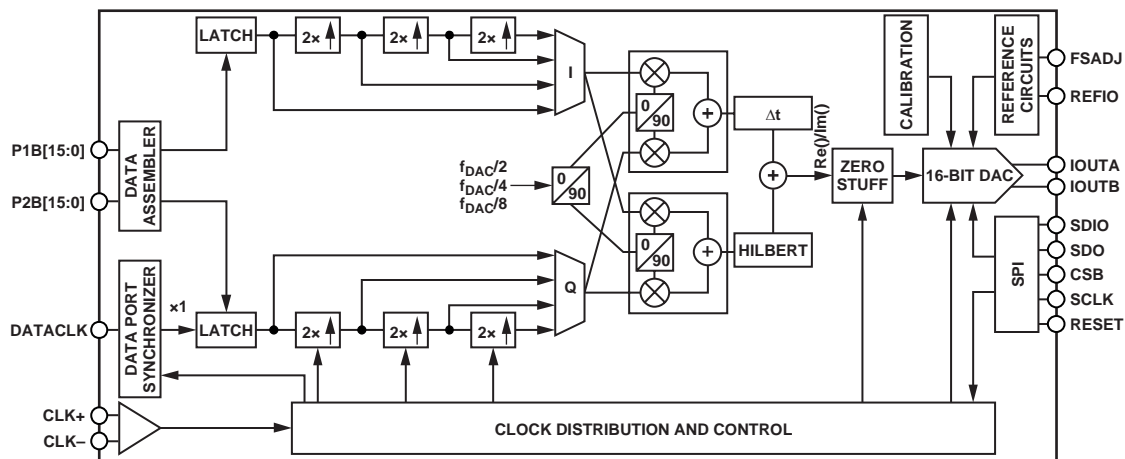 LATCH
2×
2×
2×
I
0
90
Δt
Re()/Im()
CALIBRATION
REFERENCE
CIRCUITS
FSADJ
REFIO
P1B[15:0]
P2B[15:0]
DATA
ASSEMBLER
fDAC/2
fDAC/4
fDAC/8
0
90
ZERO
STUFF
16-BIT DAC
IOUTA
IOUTB
0
90
HILBERT
Q
SPI
SDIO
SDO
CSB
SCLK
RESET
DATACLK
DATA PORT
SYNCHRONIZER
×1
LATCH
2×
2×
2×
CLK+
CLK–
CLOCK DISTRIBUTION AND CONTROL